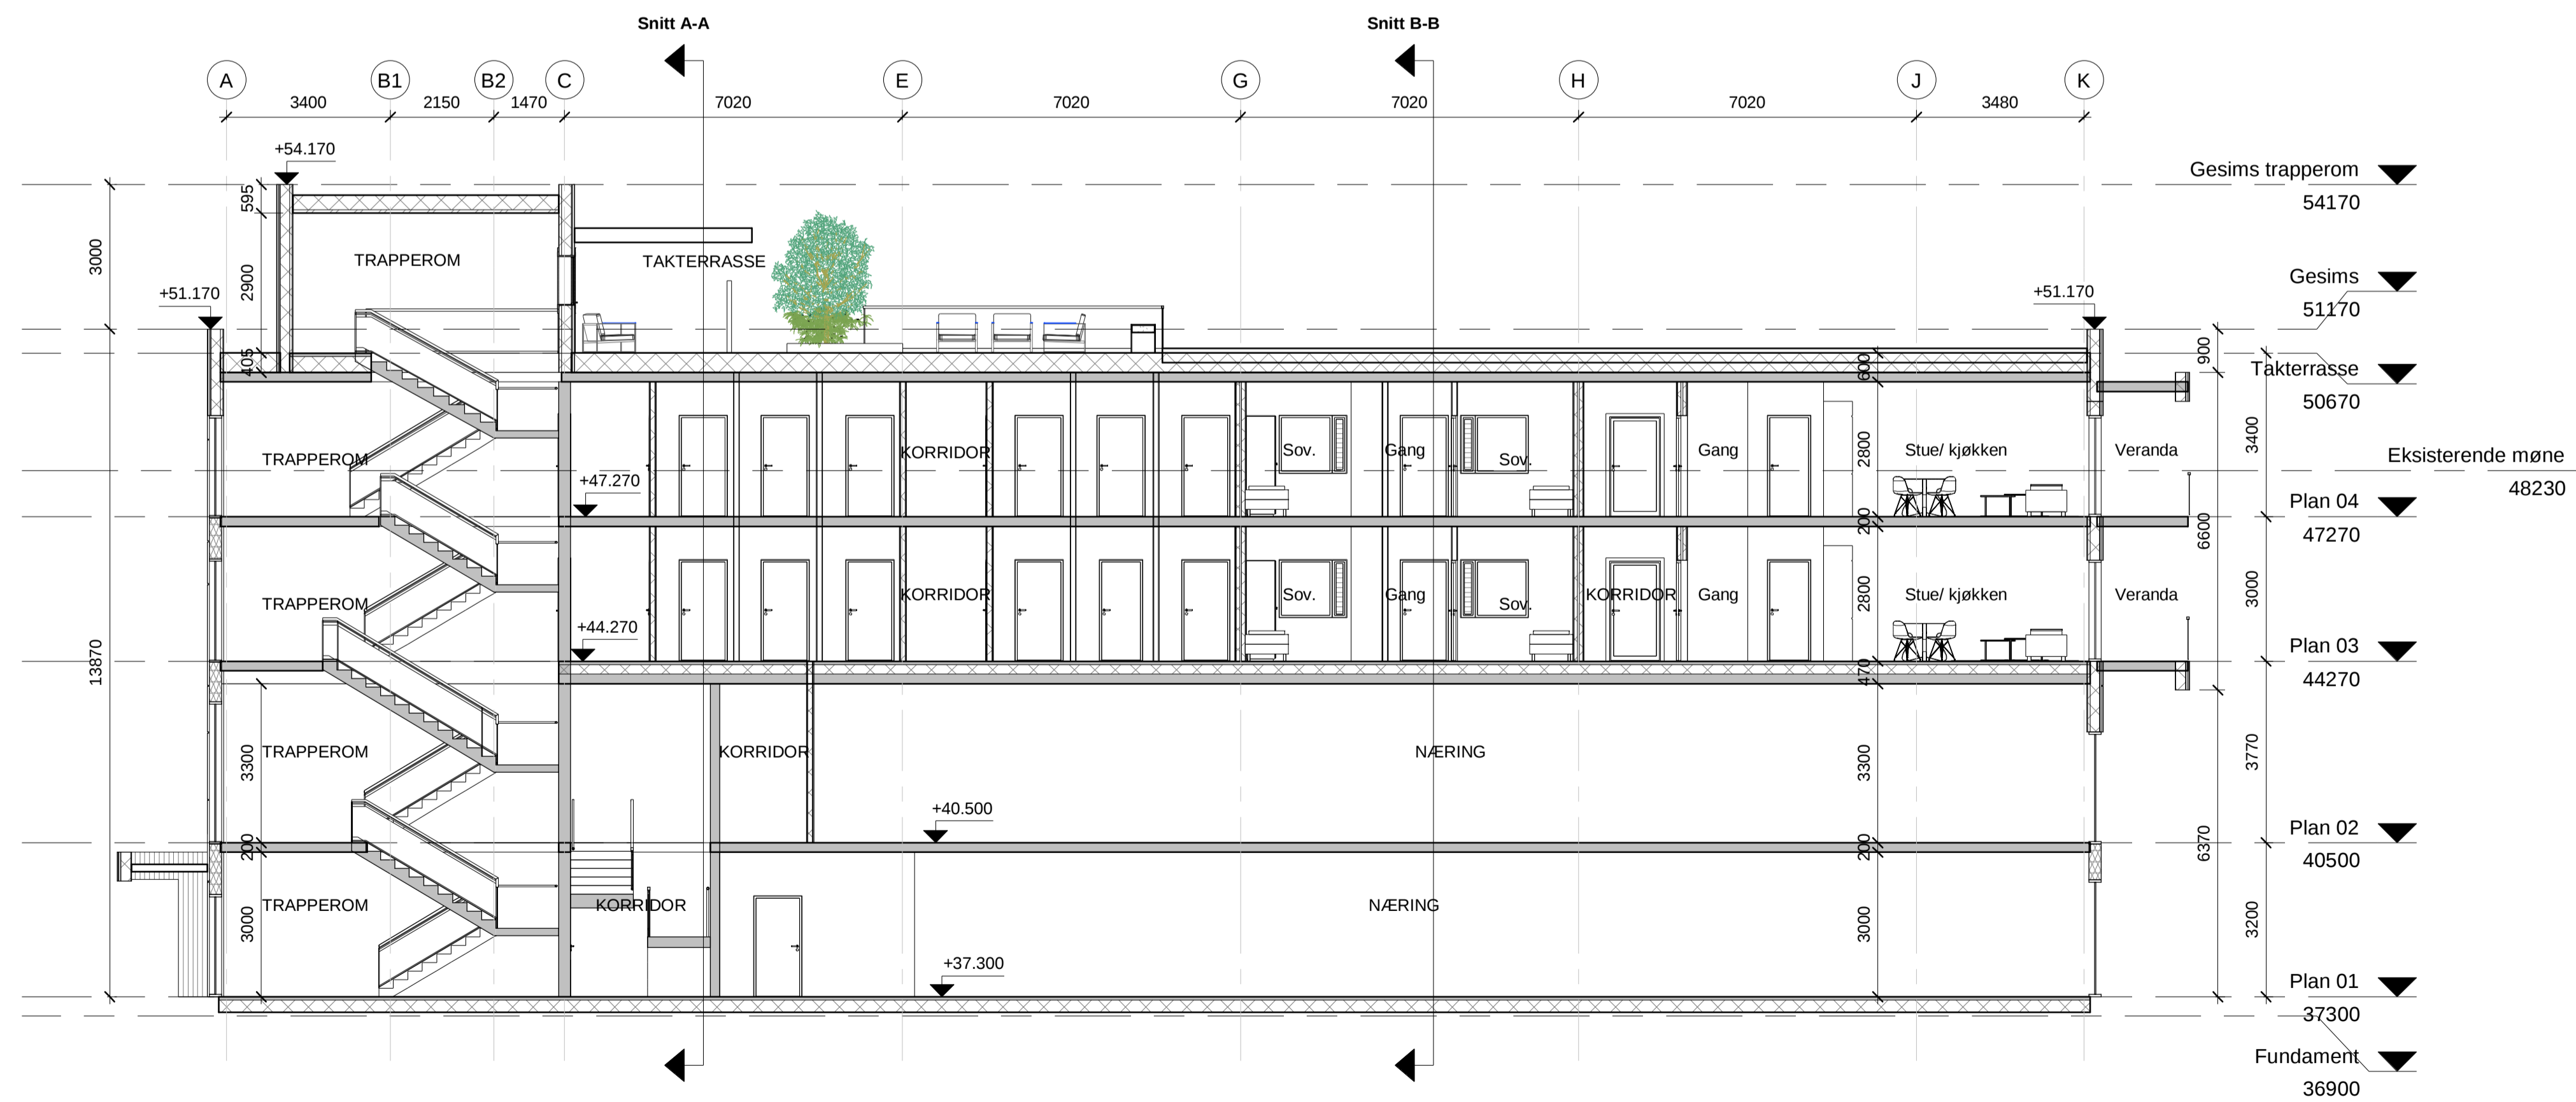 Snitt A-A
Snitt B-B
A
B1
B2
C
E
G
H
J
K
3400
2150
1470
7020
7020
7020
7020
3480
+54.170
Gesims trapperom
54170
595
3000
2900
405
TRAPPEROM
TAKTERRASSE
+51.170
+51.170
Gesims
51170
900
600
Takterrasse
50670
TRAPPEROM
KORRIDOR
Sov.
Gang
Sov.
Gang
2800
Stue/ kjøkken
Veranda
3400
Eksisterende møne
48230
+47.270
200
6600
Plan 04
47270
TRAPPEROM
KORRIDOR
Sov.
Gang
Sov.
KORRIDOR
Gang
2800
Stue/ kjøkken
Veranda
3000
+44.270
13870
470
Plan 03
44270
3300
TRAPPEROM
KORRIDOR
NÆRING
3300
3770
+40.500
200
200
6370
Plan 02
40500
3000
TRAPPEROM
KORRIDOR
NÆRING
3000
3200
+37.300
Plan 01
37300
Fundament
36900